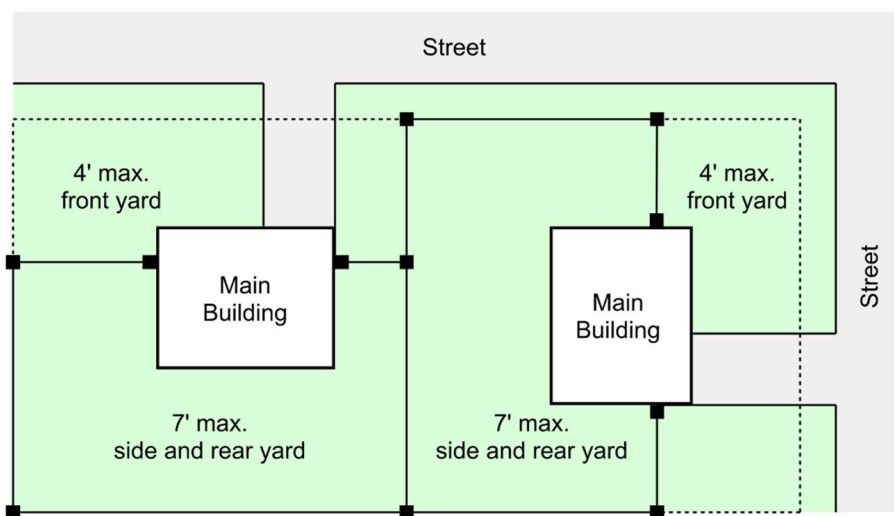 Street
4' max.
front yard
4' max.
front yard
Street
Main
Building
Main
Building
7' max.
side and rear yard
7' max.
side and rear yard